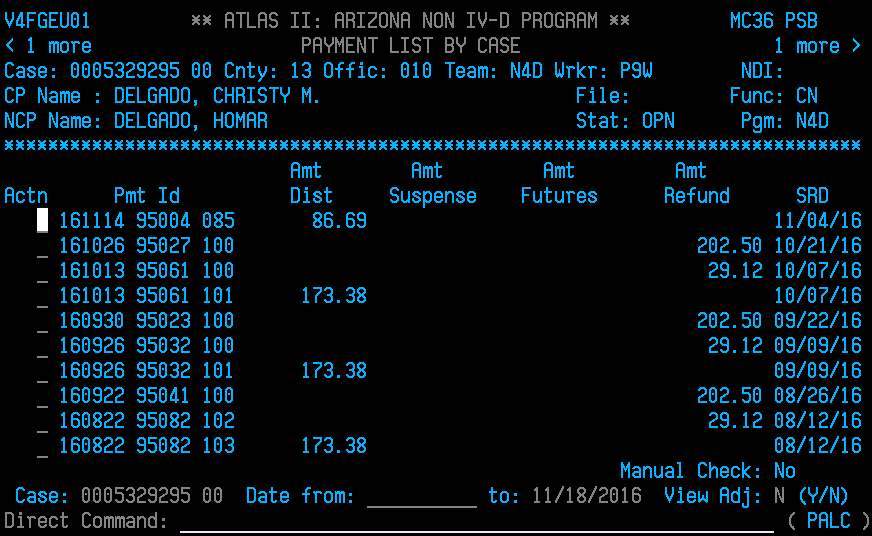 V4FGEU01 ** ATLAS II: ARIZONA NON IV-D PROGRAM ** MC36 PSB
< 1 more PAYMENT LIST BY CASE 1 more >
Case: 0005329295 00 Cnty: 13 Offic: 010 Team: N4D Wrkr: P9W NDI:
CP Name : DELGADO, CHRISTY M. File: Func: CN
NCP Name: DELGADO, HOMAR Stat: OPN Pgm: N4D
******************************************************************************
Amt Amt Amt Amt
Actn Pmt Id Dist Suspense Futures Refund SRD
_ 161114 95004 085 86.69 11/04/16
_ 161026 95027 100 202.50 10/21/16
_ 161013 95061 100 29.12 10/07/16
_ 161013 95061 101 173.38 10/07/16
_ 160930 95023 100 202.50 09/22/16
_ 160926 95032 100 29.12 09/09/16
_ 160926 95032 101 173.38 09/09/16
_ 160922 95041 100 202.50 08/26/16
_ 160822 95082 102 29.12 08/12/16
_ 160822 95082 103 173.38 08/12/16
Manual Check: No
Case: 0005329295 00 Date from: __________ to: 11/18/2016 View Adj: N (Y/N)
Direct Command: ______________________________________________________ ( PALC )